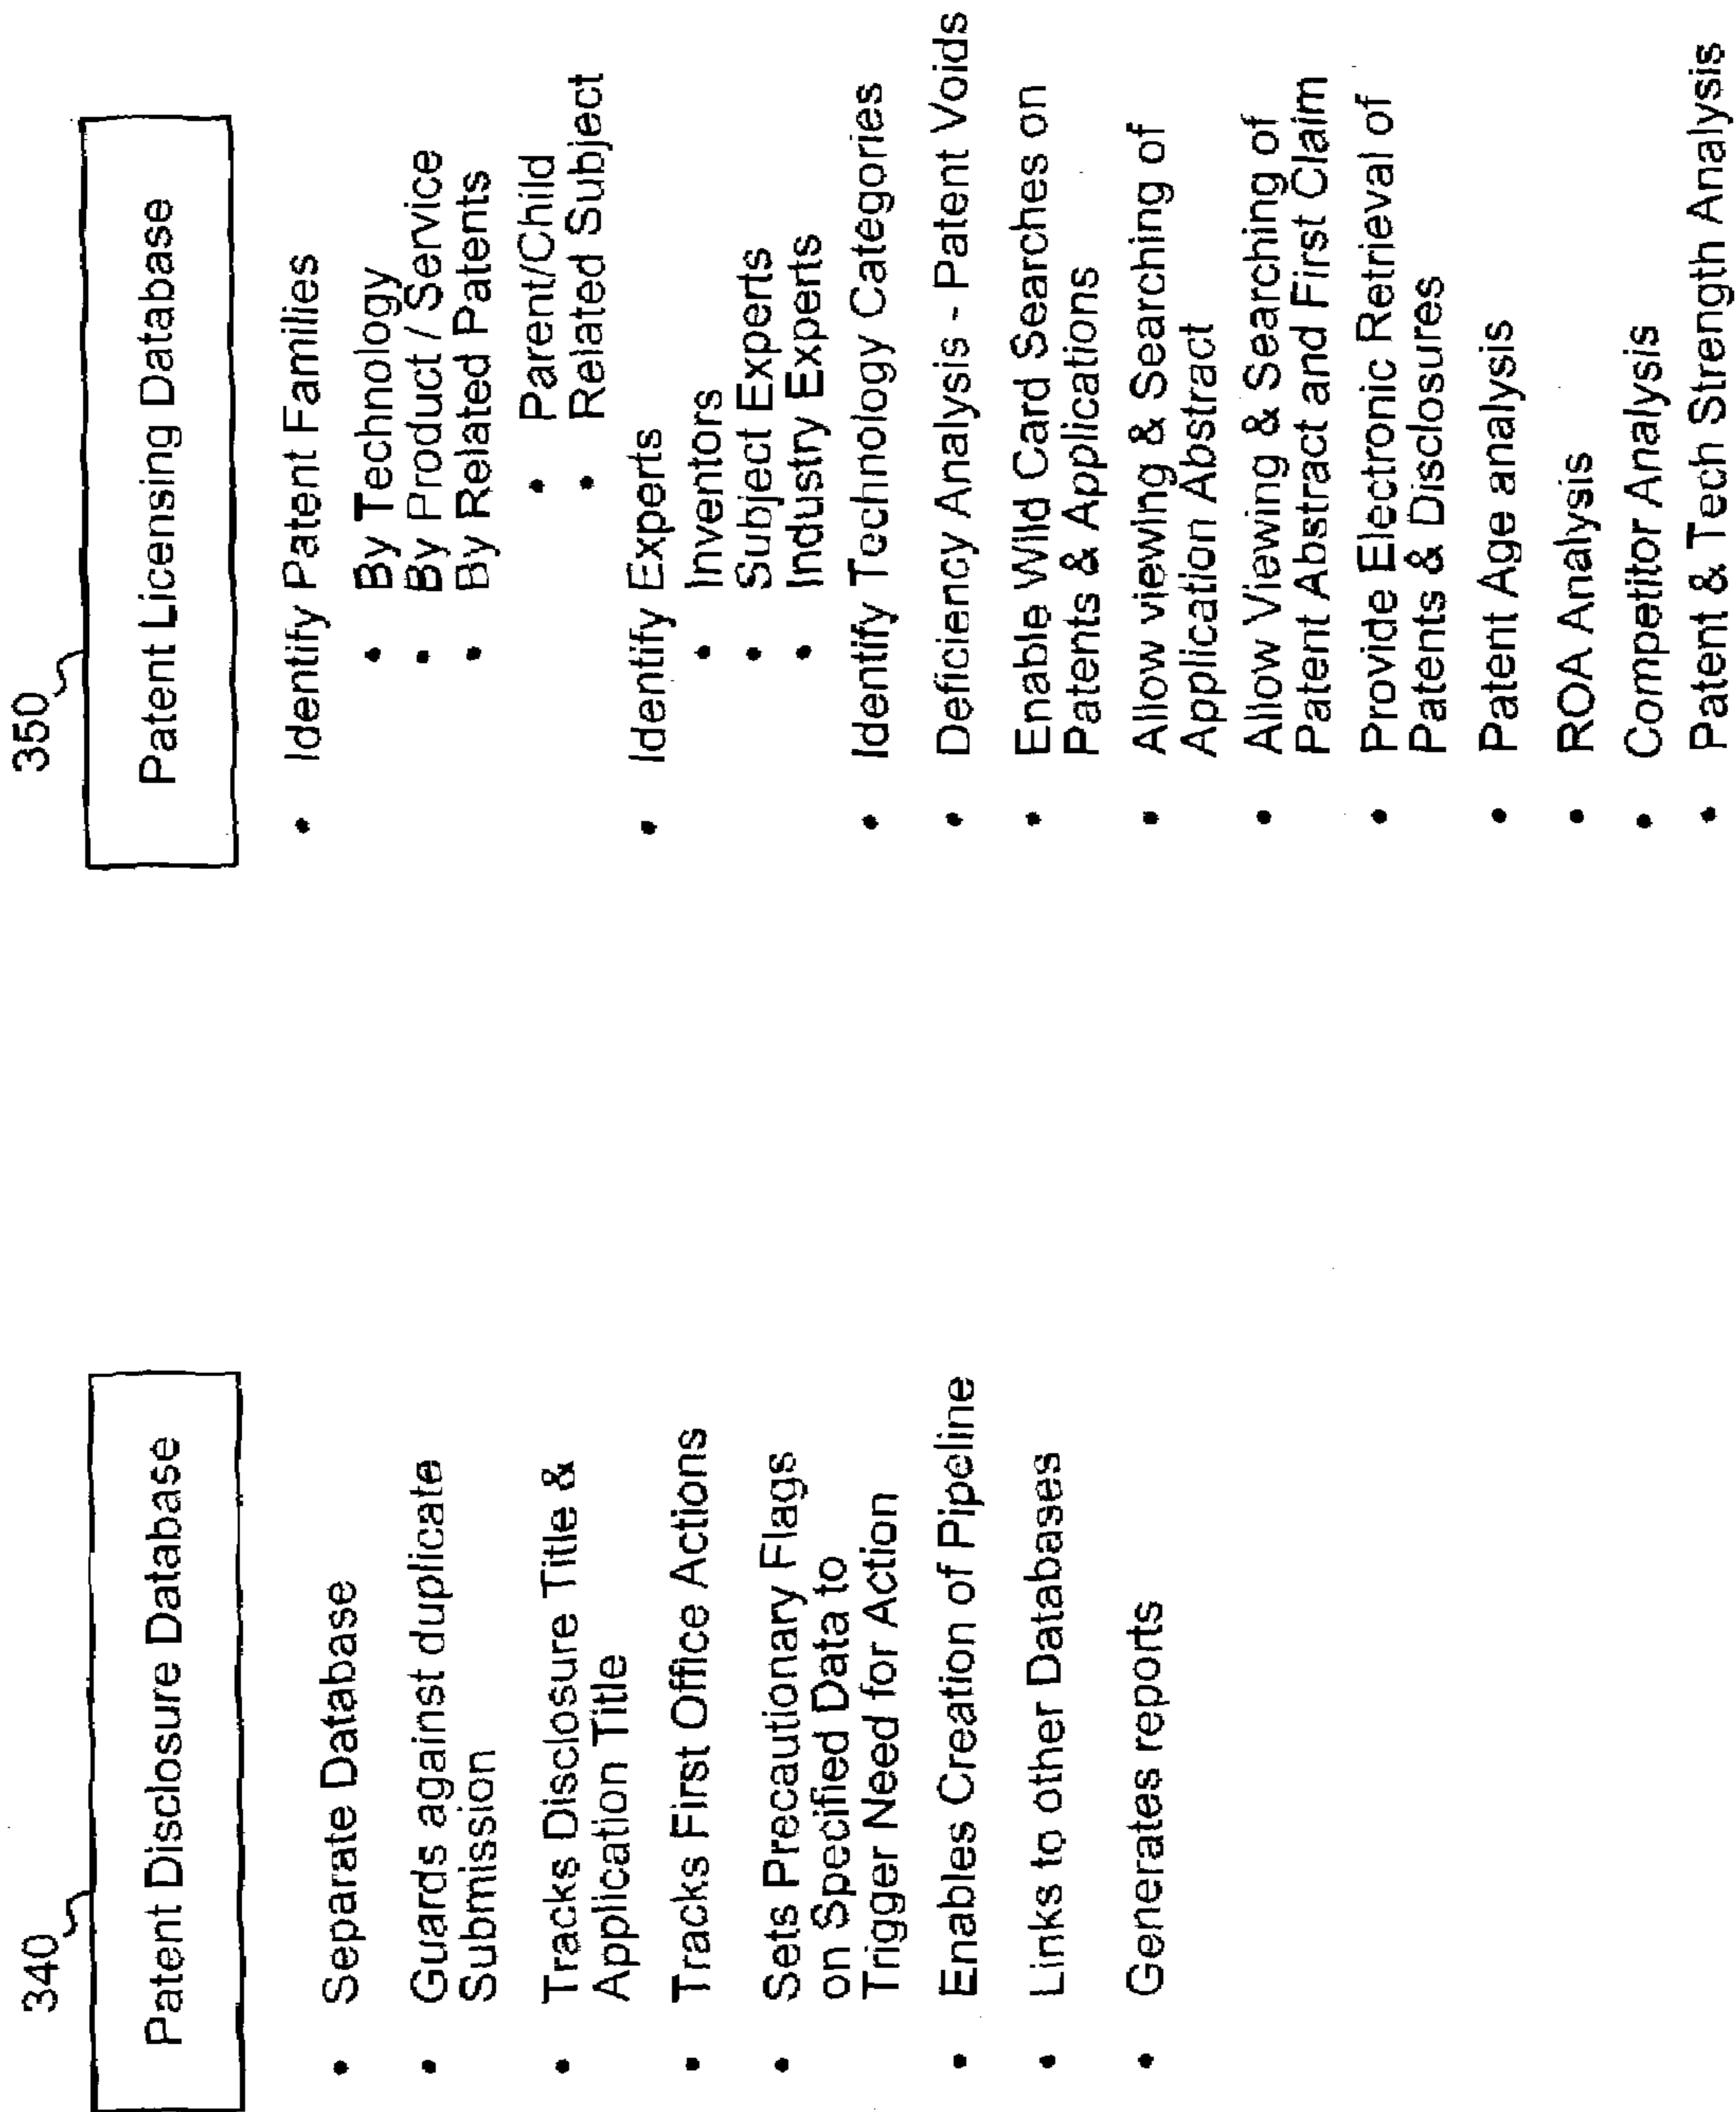 340
Patent Disclosure Database
• Separate Database
• Guards against duplicate
Submission
• Tracks Disclosure Title &
Application Title
• Tracks First Office Actions
• Sets Precautionary Flags
on Specified Data to
Trigger Need for Action
• Enables Creation of Pipeline
• Links to other Databases
• Generates reports
350
Patent Licensing Database
• Identify Patent Families
• By Technology
• By Product / Service
• By Related Patents
• Parent/Child
• Related Subject
• Identify Experts
• Inventors
• Subject Experts
• Industry Experts
• Identify Technology Categories
• Deficiency Analysis - Patent Voids
• Enable Wild Card Searches on
Patents & Applications
• Allow viewing & Searching of
Application Abstract
• Allow Viewing & Searching of
Patent Abstract and First Claim
• Provide Electronic Retrieval of
Patents & Disclosures
• Patent Age analysis
• ROA Analysis
• Competitor Analysis
• Patent & Tech Strength Analysis